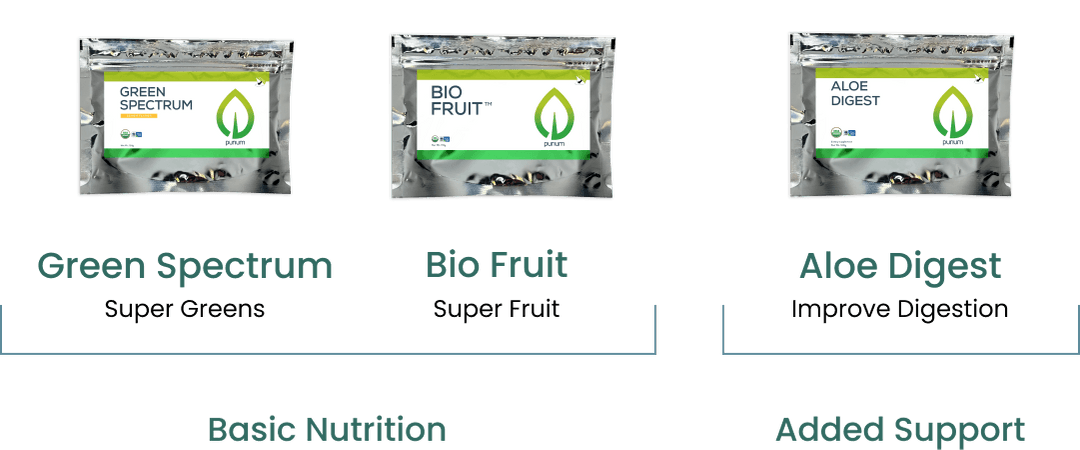 GREEN
SPECTRUM
purium
BIO
FRUIT™
purium
ALOE
DIGEST
purium
Green Spectrum
Bio Fruit
Aloe Digest
Super Greens
Super Fruit
Improve Digestion
Basic Nutrition
Added Support